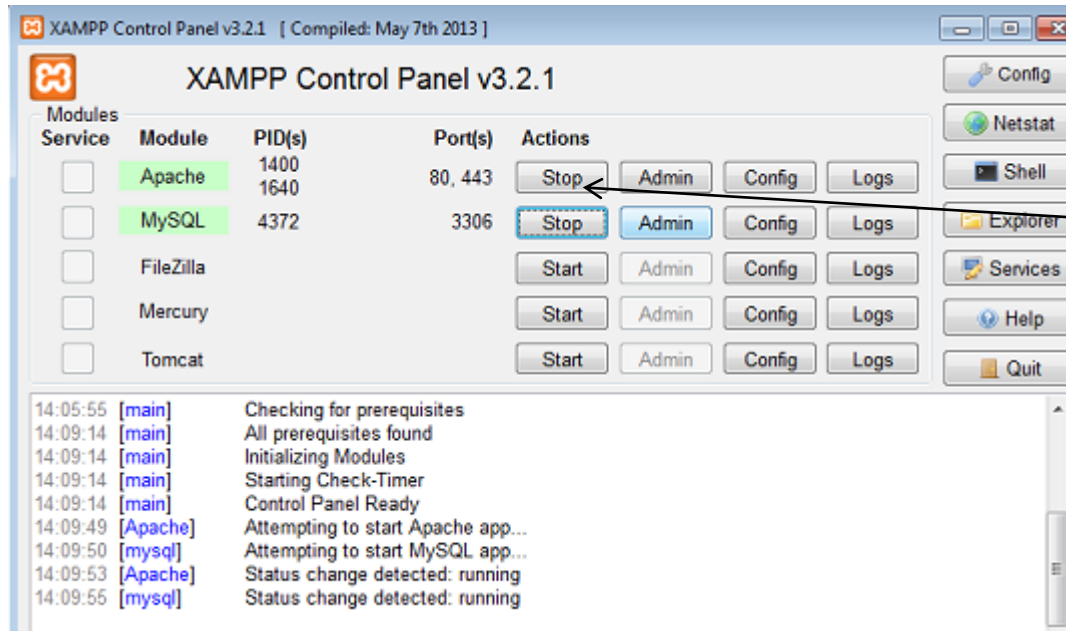 XAMPP Control Panel v3.2.1 [ Compiled: May 7th 2013 ]
XAMPP Control Panel v3.2.1
Config
Modules
Service Module PID(s) Port(s) Actions
Netstat
Apache 1400 1640 80, 443 Stop Admin Config Logs
Shell
MySQL 4372 3306 Stop Admin Config Logs
Explorer
FileZilla Start Admin Config Logs
Services
Mercury Start Admin Config Logs
Help
Tomcat Start Admin Config Logs
Quit
14:05:55 [main] Checking for prerequisites
14:09:14 [main] All prerequisites found
14:09:14 [main] Initializing Modules
14:09:14 [main] Starting Check-Timer
14:09:14 [main] Control Panel Ready
14:09:49 [Apache] Attempting to start Apache app...
14:09:50 [mysql] Attempting to start MySQL app...
14:09:53 [Apache] Status change detected: running
14:09:55 [mysql] Status change detected: running